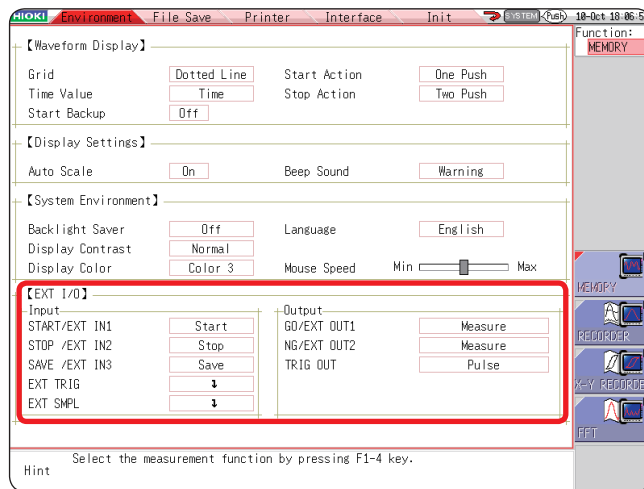 HIOKI Environment File Save Printer Interface Init SYSTEM Push 10-Oct 18:06:5
Function:
MEMORY
【Waveform Display】
Grid Dotted Line Start Action One Push
Time Value Time Stop Action Two Push
Start Backup Off
【Display Settings】
Auto Scale On Beep Sound Warning
【System Environment】
Backlight Saver Off Language English
Display Contrast Normal
Display Color Color 3 Mouse Speed Min Max
【EXT I/O】
Input Output
START/EXT IN1 Start GO/EXT OUT1 Measure
STOP /EXT IN2 Stop NG/EXT OUT2 Measure
SAVE /EXT IN3 Save TRIG OUT Pulse
EXT TRIG
EXT SMPL
MEMORY
RECORDER
X-Y RECORDE
FFT
Select the measurement function by pressing F1-4 key.
Hint